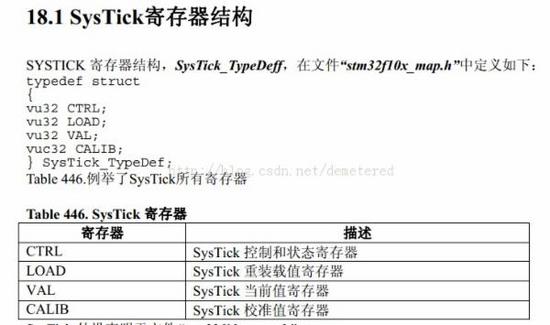 18.1 SysTick寄存器结构
SYSTICK 寄存器结构，SysTick_TypeDeff，在文件“stm32f10x_map.h”中定义如下：
typedef struct
{
vu32 CTRL;
vu32 LOAD;
vu32 VAL;
vuc32 CALIB;
} SysTick_TypeDef;
http://blog.csdn.net/demetered
Table 446.例举了SysTick所有寄存器
Table 446. SysTick 寄存器
寄存器 描述
CTRL SysTick 控制和状态寄存器
LOAD SysTick 重装载值寄存器
VAL SysTick 当前值寄存器
CALIB SysTick 校准值寄存器